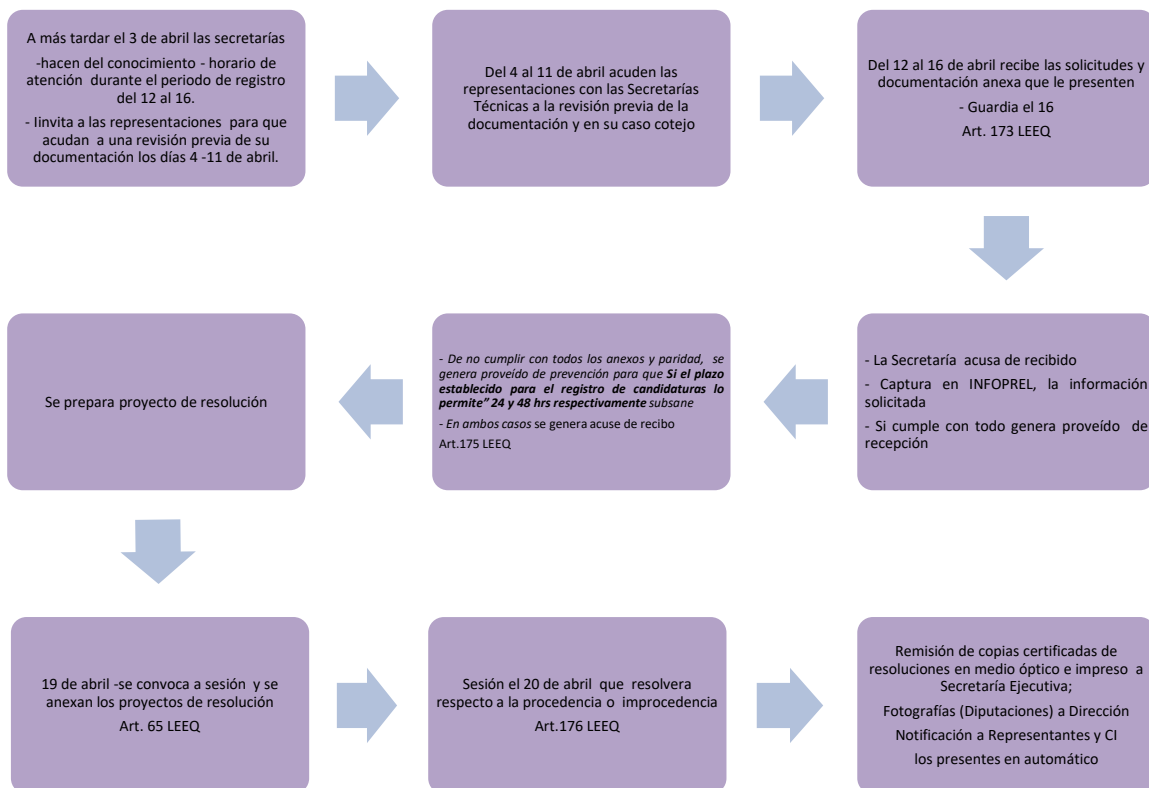 A más tardar el 3 de abril las secretarías
-hacen del conocimiento - horario de
atención durante el periodo de registro
del 12 al 16.
- Iinvita a las representaciones para que
acudan a una revisión previa de su
documentación los días 4 -11 de abril.
Del 4 al 11 de abril acuden las
representaciones con las Secretarías
Técnicas a la revisión previa de la
documentación y en su caso cotejo
Del 12 al 16 de abril recibe las solicitudes y
documentación anexa que le presenten
- Guardia el 16
Art. 173 LEEQ
- La Secretaría acusa de recibido
- Captura en INFOPREL, la información
solicitada
- Si cumple con todo genera proveído de
recepción
- De no cumplir con todos los anexos y paridad, se
genera proveído de prevención para que Si el plazo
establecido para el registro de candidaturas lo
permite" 24 y 48 hrs respectivamente subsane
- En ambos casos se genera acuse de recibo
Art.175 LEEQ
Se prepara proyecto de resolución
19 de abril -se convoca a sesión y se
anexan los proyectos de resolución
Art. 65 LEEQ
Sesión el 20 de abril que resolvera
respecto a la procedencia o improcedencia
Art.176 LEEQ
Remisión de copias certificadas de
resoluciones en medio óptico e impreso a
Secretaría Ejecutiva;
Fotografías (Diputaciones) a Dirección
Notificación a Representantes y CI
los presentes en automático